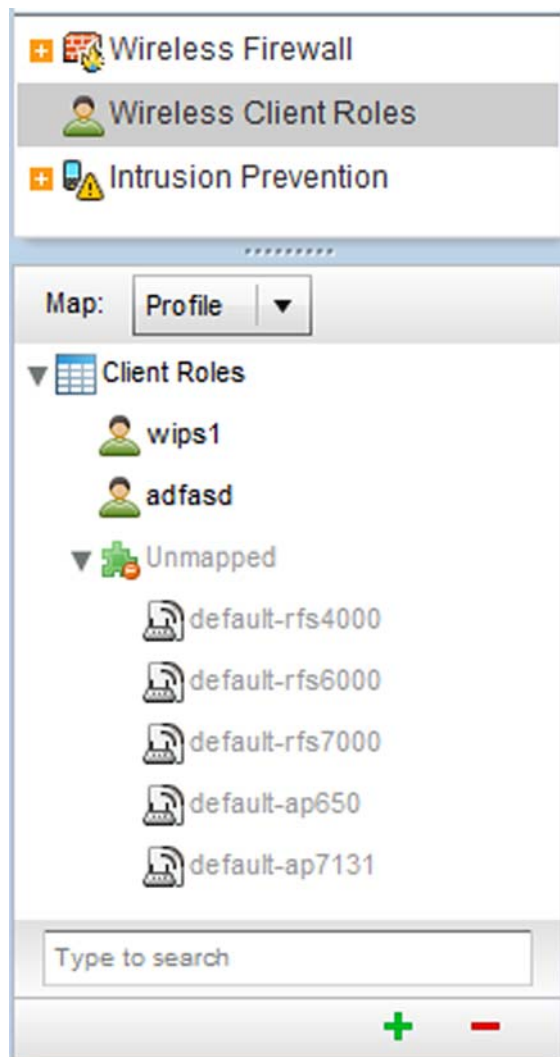 Wireless Firewall
Wireless Client Roles
Intrusion Prevention
Map: Profile
Client Roles
wips1
adfasd
Unmapped
default-rfs4000
default-rfs6000
default-rfs7000
default-ap650
default-ap7131
Type to search